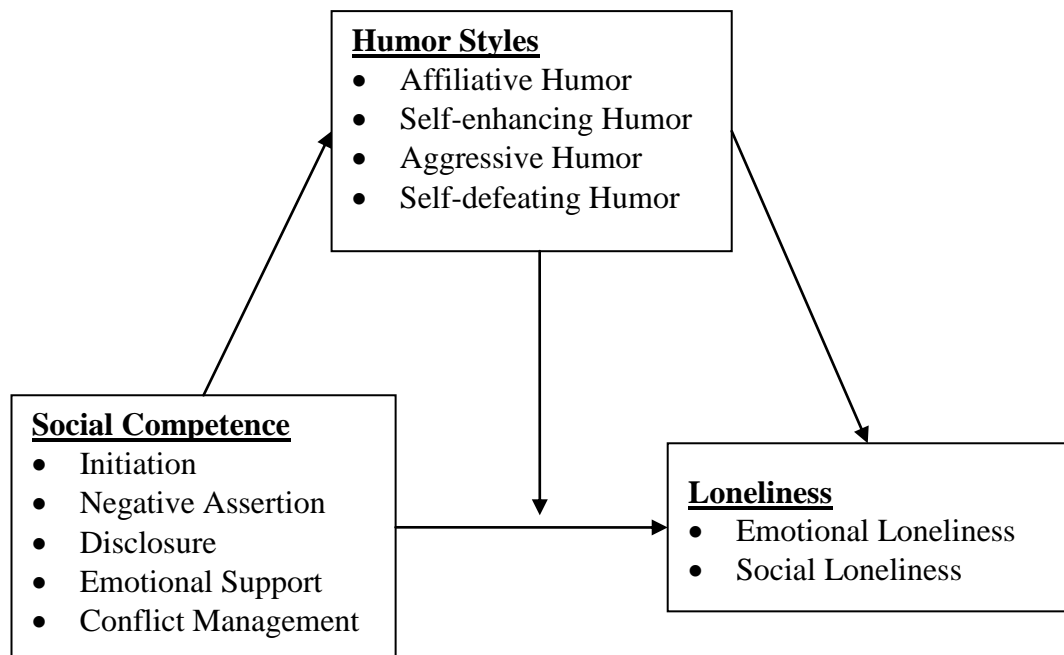 Humor Styles
• Affiliative Humor
• Self-enhancing Humor
• Aggressive Humor
• Self-defeating Humor
Social Competence
• Initiation
• Negative Assertion
• Disclosure
• Emotional Support
• Conflict Management
Loneliness
• Emotional Loneliness
• Social Loneliness